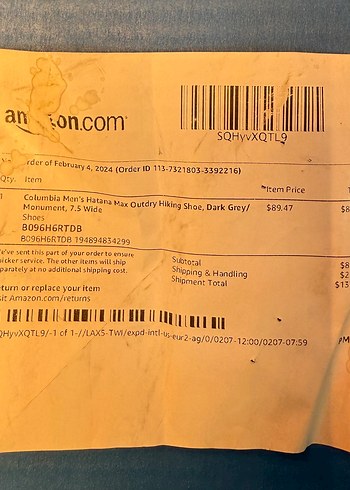 amazon.com
SQHyvXQTL9
rder of February 4, 2024 (Order ID 113-7321803-3392216)
Qty. Item
Item Price
Columbia Men's Hatana Max Outdry Hiking Shoe, Dark Grey/
$89.47
Monument, 7.5 Wide
Shoes
B096H6RTDB
B096H6RTDB 194894834299
've sent this part of your order to ensure
icker service. The other items will ship
parately at no additional shipping cost.
Subtotal
Shipping & Handling
Shipment Total
$13
turn or replace your item
sit Amazon.com/returns
QHyvXQTL9/-1 of 1-//LAX5-TWI/expd-intl-us-eur2-ag/0/0207-12:00/0207-07:59